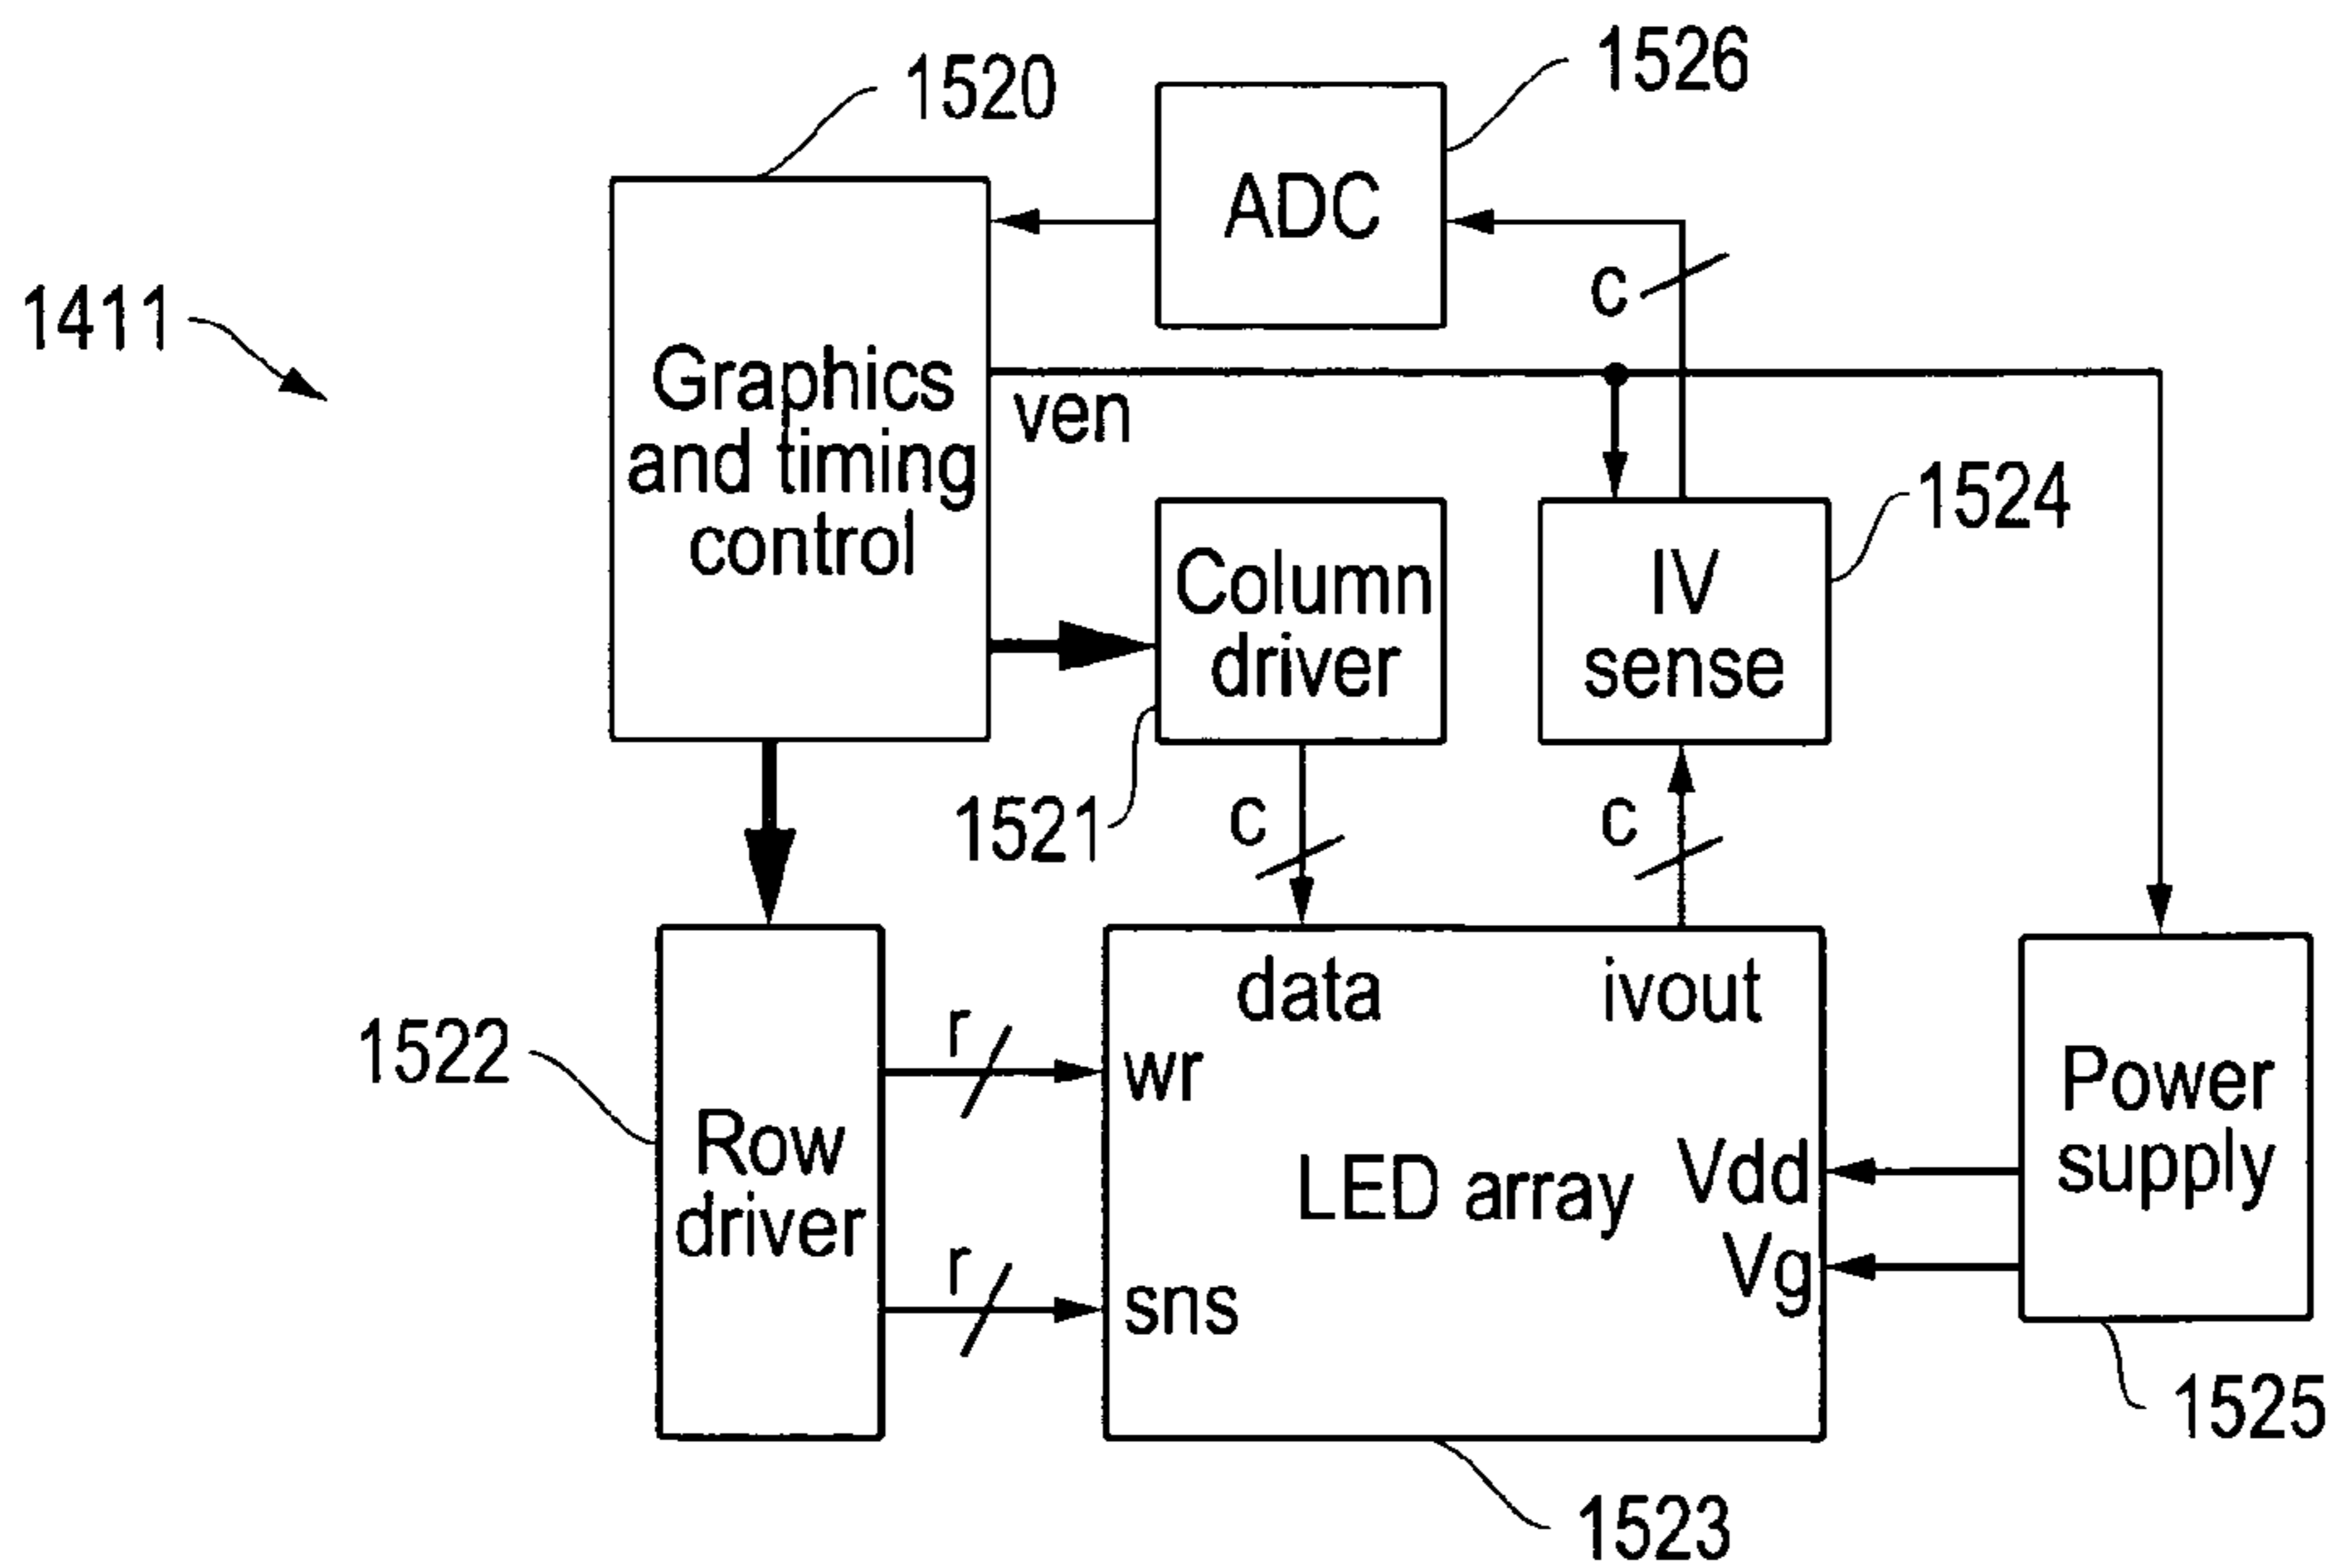 1520
1526
ADC
1411
c
Graphics
and timing
control
ven
1524
Column
driver
IV
sense
1521
c
c
data
ivout
1522
r
wr
Row
driver
LED array
Vdd
Vg
Power
supply
r
sns
1525
1523